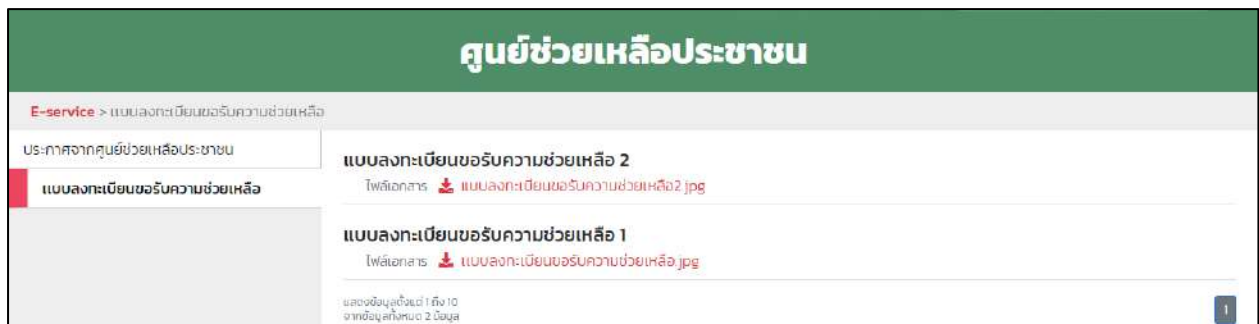 ศูนย์ช่วยเหลือประชาชน
E-service > แบบลงทะเบียนขอรับความช่วยเหลือ
ประกาศจากศูนย์ช่วยเหลือประชาชน
แบบลงทะเบียนขอรับความช่วยเหลือ
แบบลงทะเบียนขอรับความช่วยเหลือ 2
ไฟล์เอกสาร แบบลงทะเบียนขอรับความช่วยเหลือ2.jpg
แบบลงทะเบียนขอรับความช่วยเหลือ 1
ไฟล์เอกสาร แบบลงทะเบียนขอรับความช่วยเหลือ.jpg
แสดงข้อมูลตั้งแต่ 1 ถึง 10
จากข้อมูลทั้งหมด 2 ข้อมูล
1